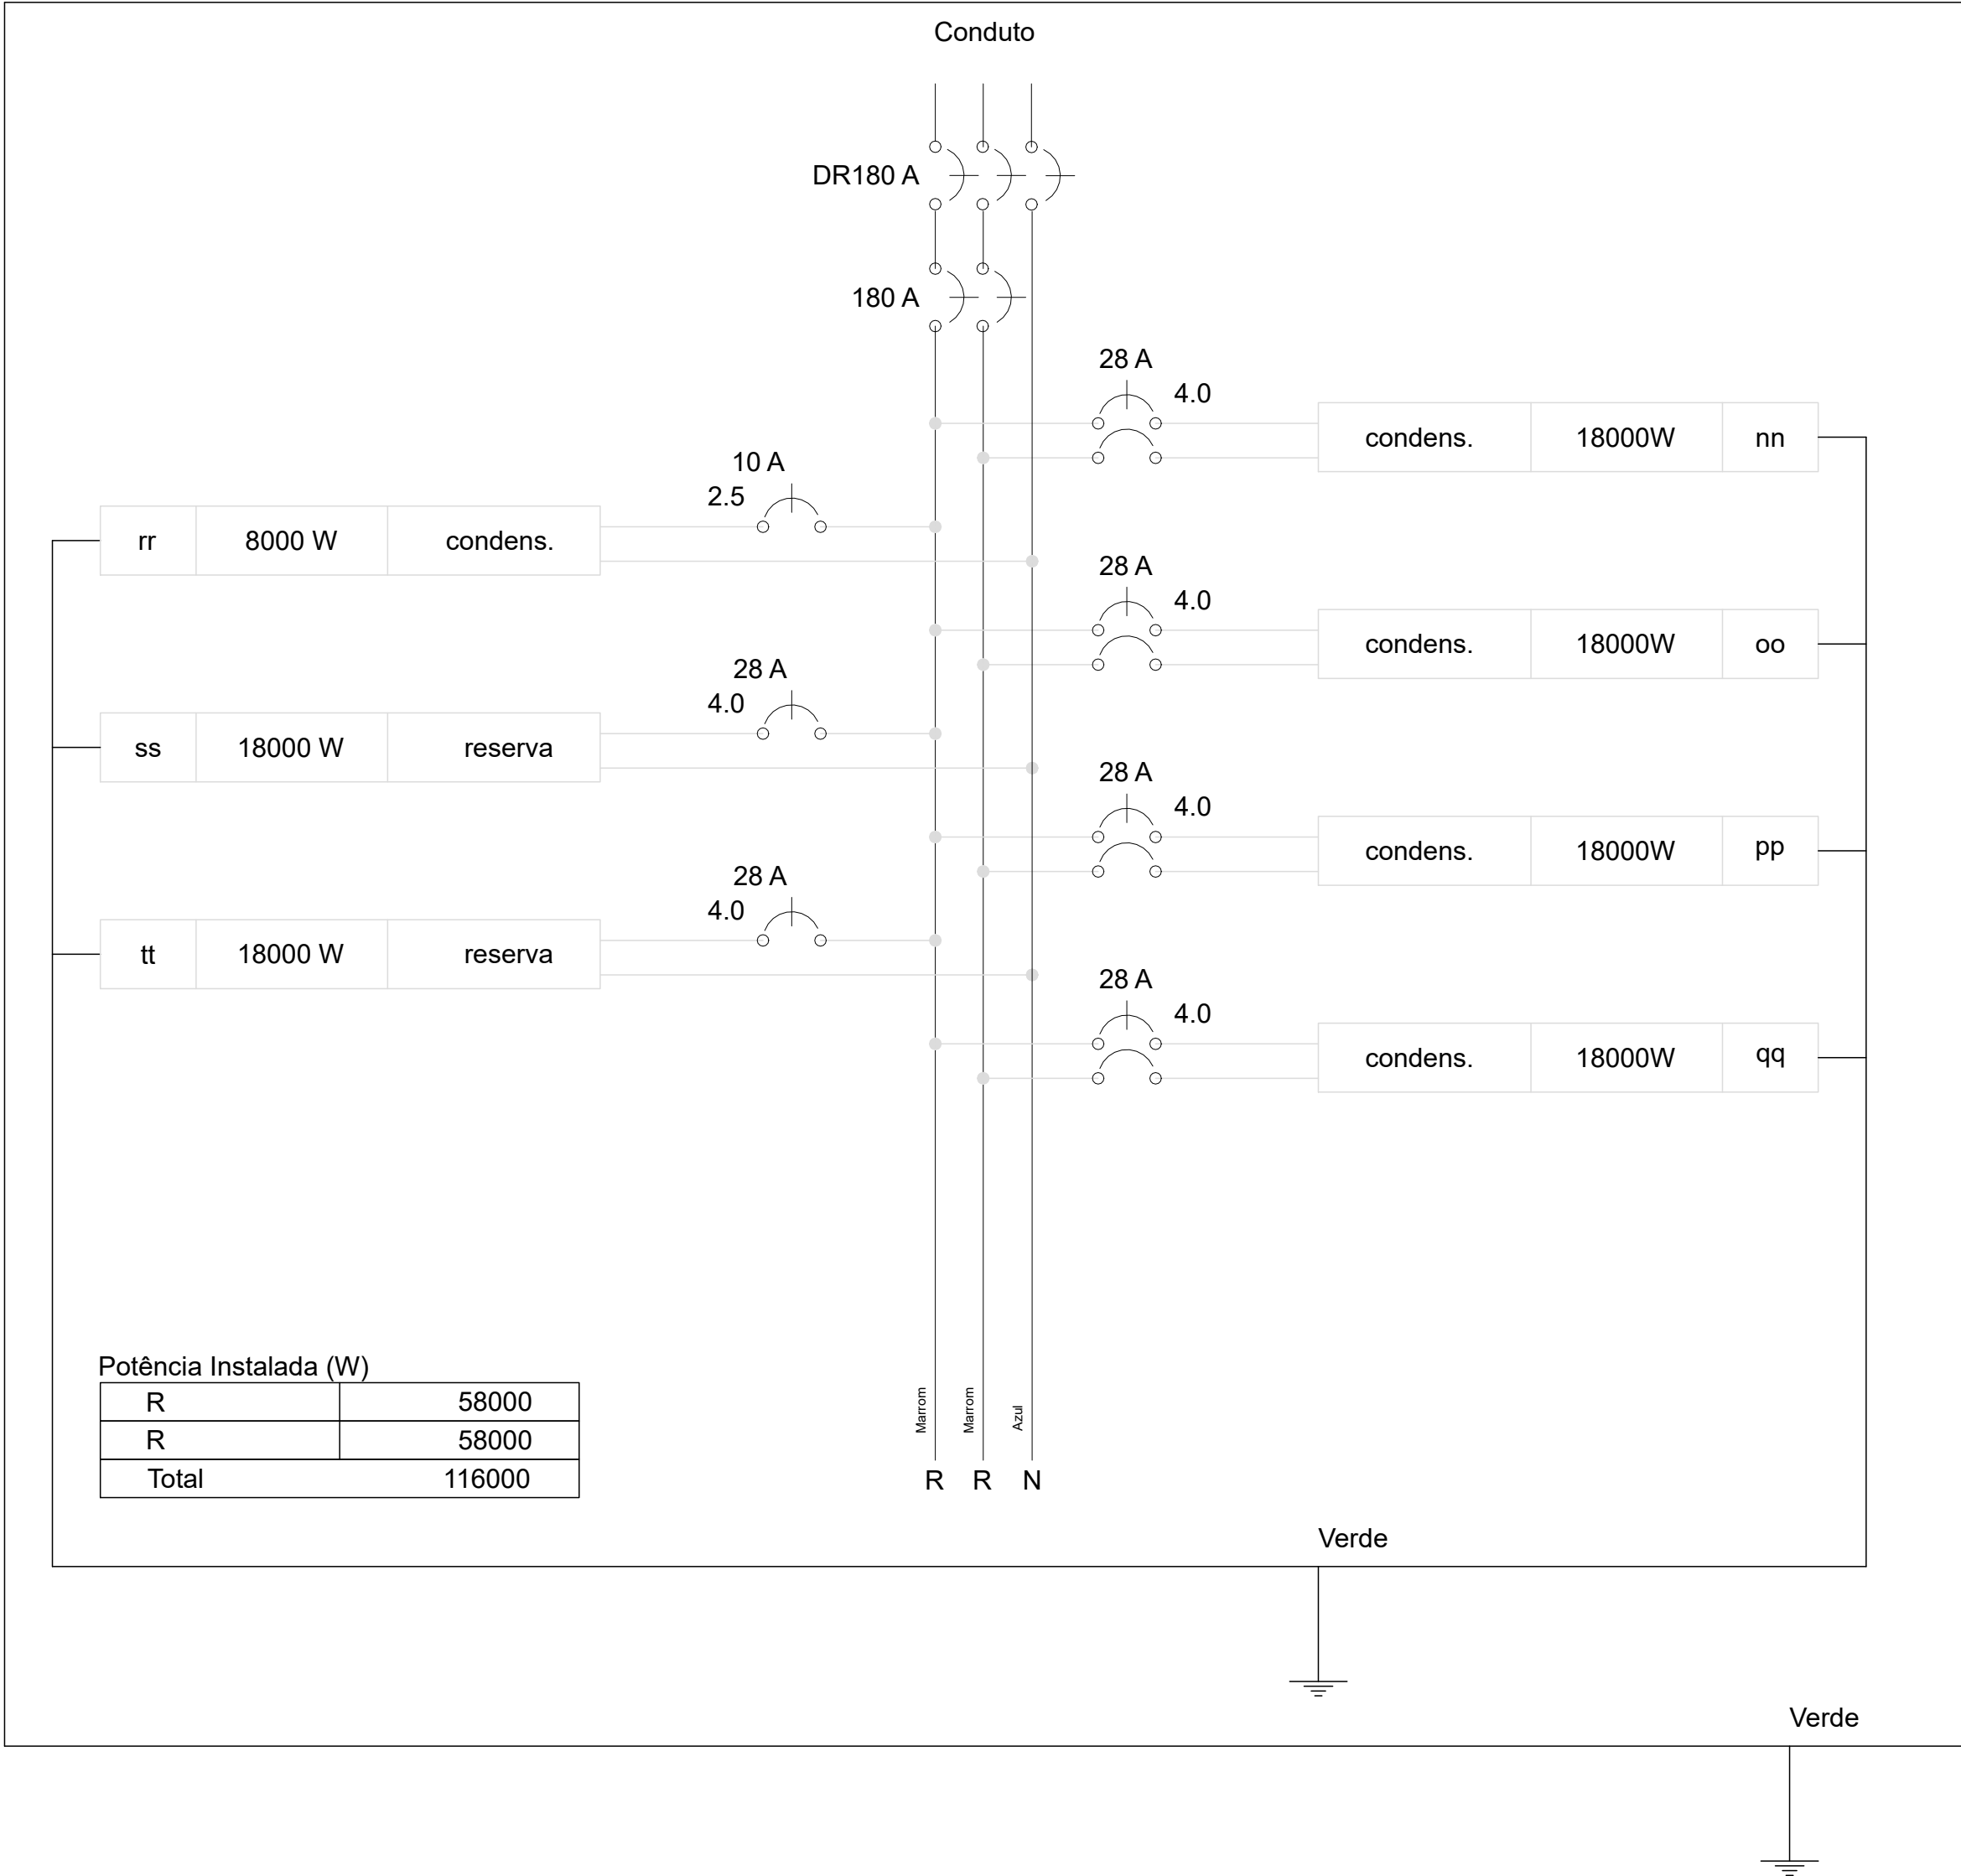 Conduto
DR180 A
180 A
28 A
4.0
condens. 18000W nn
10 A
2.5
rr 8000 W condens.
28 A
4.0
condens. 18000W oo
28 A
4.0
ss 18000 W reserva
28 A
4.0
condens. 18000W pp
28 A
4.0
tt 18000 W reserva
28 A
4.0
condens. 18000W qq
Potência Instalada (W)
R 58000
R 58000
Total 116000
Marrom
Marrom
Azul
R R N
Verde
Verde